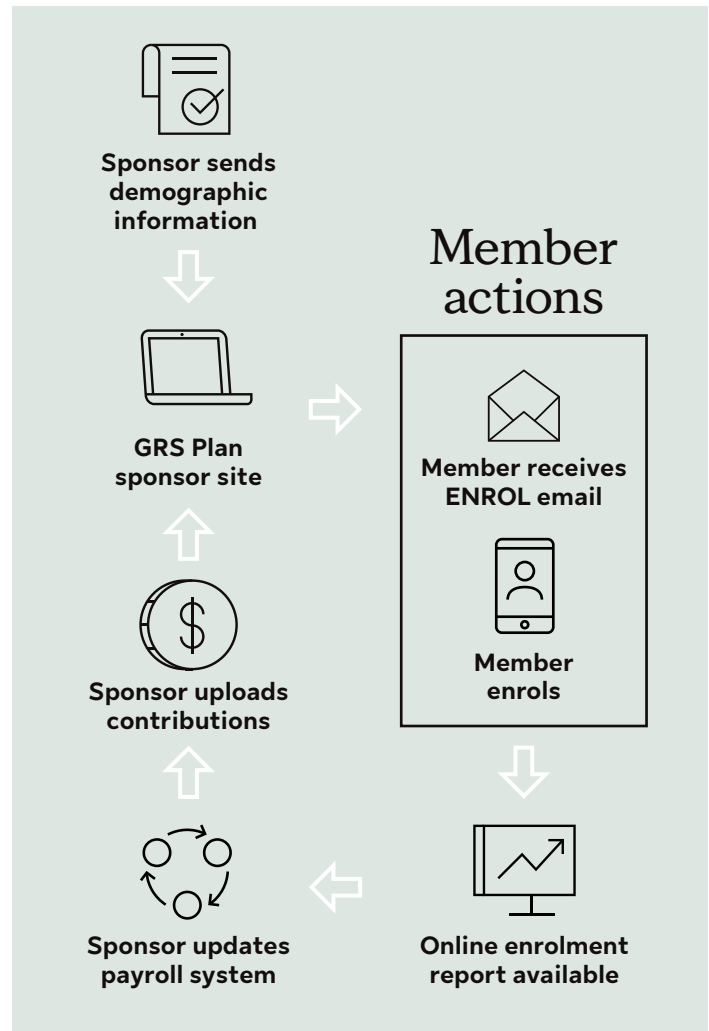 Sponsor sends
demographic
information
GRS Plan
sponsor site
Member
actions
Member receives
ENROL email
Member
enrols
Online enrolment
report available
Sponsor updates
payroll system
Sponsor uploads
contributions
$